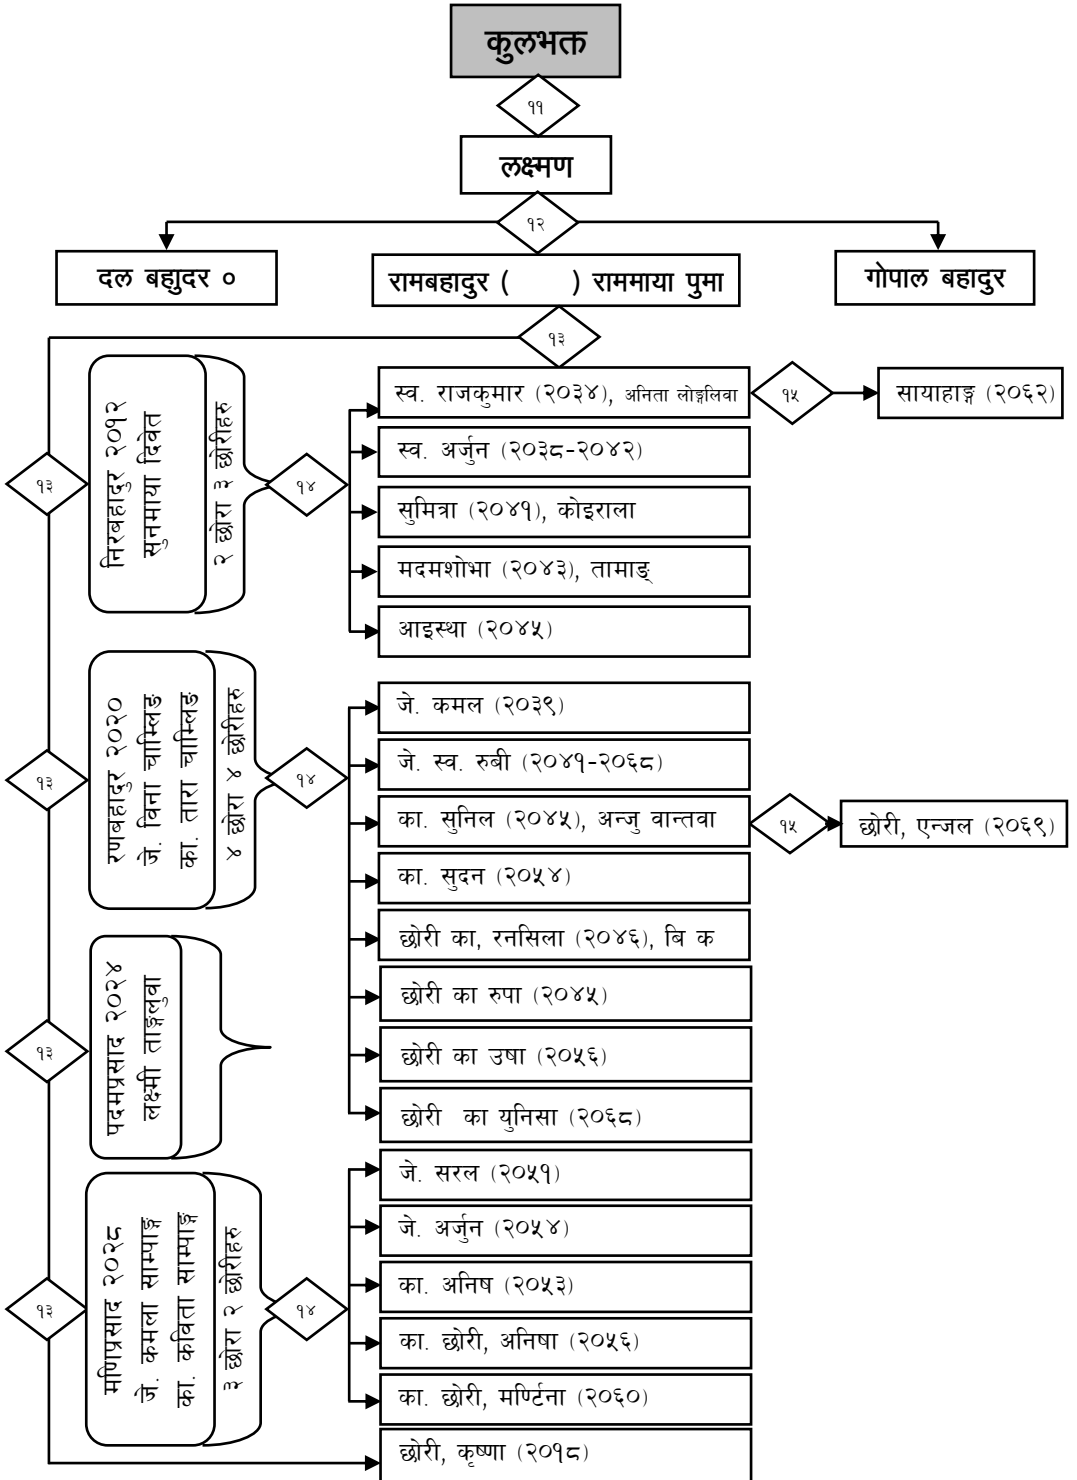 कुलभक्त
११
लक्ष्मण
१२
दल बह्युदर ०
रामबहादुर ( ) राममाया पुमा
गोपाल बहादुर
१३
१३
निरबहादुर २०१२
सुनमाया दिवेत
२ छोरा ३ छोरीहरु
१४
स्व. राजकुमार (२०३४), अनिता लोङ्गलिवा
१५
सायाहाङ्ग (२०६२)
स्व. अर्जुन (२०३८-२०४२)
सुमित्रा (२०४१), कोइराला
मदमशोभा (२०४३), तामाङ्
आइस्था (२०४५)
१३
रणबहादुर २०२०
जे. विना चाम्लिङ
का. तारा चाम्लिङ
४ छोरा ४ छोरीहरु
१४
जे. कमल (२०३९)
जे. स्व. रुबी (२०४१-२०६८)
का. सुनिल (२०४५), अन्जु वान्तवा
१५
छोरी, एन्जल (२०६९)
का. सुदन (२०५४)
छोरी का, रनसिला (२०४६), बि क
छोरी का रुपा (२०४५)
छोरी का उषा (२०५६)
छोरी का युनिसा (२०६८)
१३
पदमप्रसाद २०२४
लक्ष्मी ताङ्गलुवा
१३
मणिप्रसाद २०२८
जे. कमला साम्पाङ्ग
का. कविता साम्पाङ्ग
३ छोरा २ छोरीहरु
१४
जे. सरल (२०५१)
जे. अर्जुन (२०५४)
का. अनिष (२०५३)
का. छोरी, अनिषा (२०५६)
का. छोरी, मर्ण्टिना (२०६०)
छोरी, कृष्णा (२०१८)